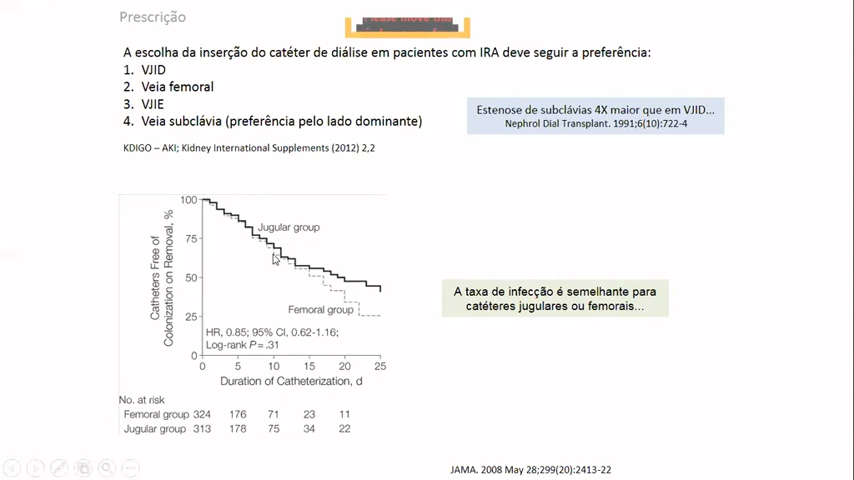 Prescrição
Please move this
A escolha da inserção do catéter de diálise em pacientes com IRA deve seguir a preferência:
1. VJID
2. Veia femoral
3. VJIE
4. Veia subclávia (preferência pelo lado dominante)
Estenose de subclávias 4X maior que em VJID...
Nephrol Dial Transplant. 1991;6(10):722-4
KDIGO – AKI; Kidney International Supplements (2012) 2,2
100
75
50
25
0
Catheters Free of
Colonization on Removal, %
Jugular group
Femoral group
HR, 0.85; 95% CI, 0.62-1.16;
Log-rank P = .31
0 5 10 15 20 25
Duration of Catheterization, d
No. at risk
Femoral group 324 176 71 23 11
Jugular group 313 178 75 34 22
A taxa de infecção é semelhante para
catéteres jugulares ou femorais...
JAMA. 2008 May 28;299(20):2413-22